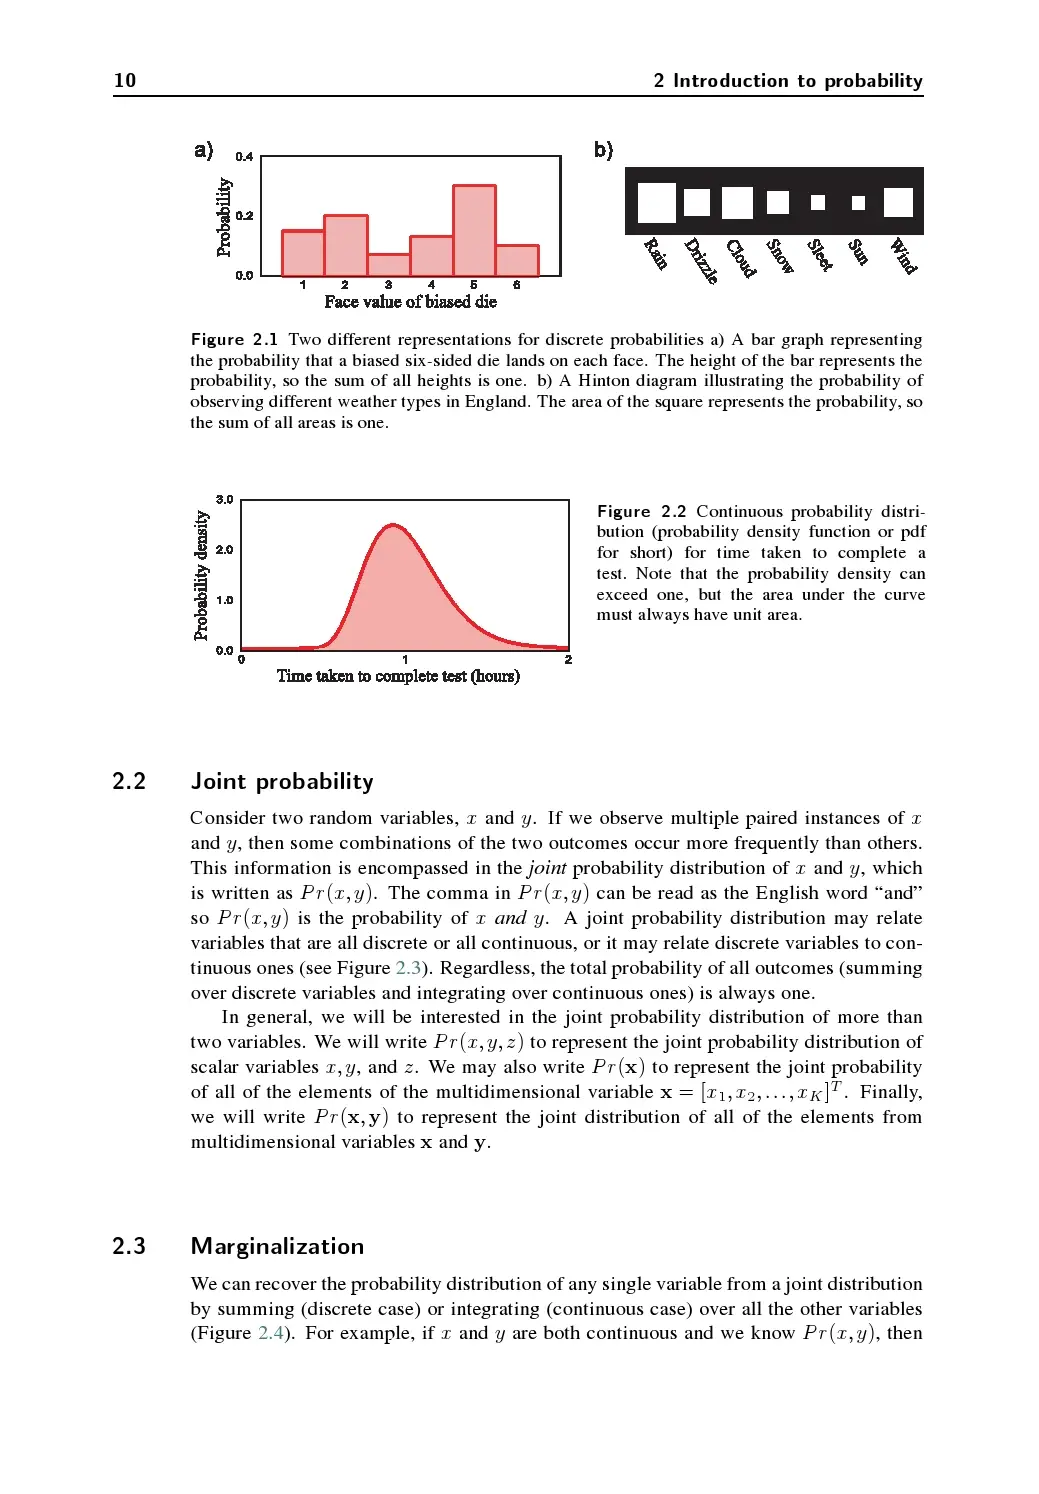 10 2 Introduction to probability
a)
0.4
0.2
0.0
Probability
1 2 3 4 5 6
Face value of biased die
b)
Rain Drizzle Cloud Snow Sleet Sun Wind
Figure 2.1 Two different representations for discrete probabilities a) A bar graph representing
the probability that a biased six-sided die lands on each face. The height of the bar represents the
probability, so the sum of all heights is one. b) A Hinton diagram illustrating the probability of
observing different weather types in England. The area of the square represents the probability, so
the sum of all areas is one.
3.0
2.0
1.0
0.0
Probability density
0 1 2
Time taken to complete test (hours)
Figure 2.2 Continuous probability distri-
bution (probability density function or pdf
for short) for time taken to complete a
test. Note that the probability density can
exceed one, but the area under the curve
must always have unit area.
2.2 Joint probability
Consider two random variables, x and y. If we observe multiple paired instances of x
and y, then some combinations of the two outcomes occur more frequently than others.
This information is encompassed in the joint probability distribution of x and y, which
is written as Pr(x, y). The comma in Pr(x, y) can be read as the English word “and”
so Pr(x, y) is the probability of x and y. A joint probability distribution may relate
variables that are all discrete or all continuous, or it may relate discrete variables to con-
tinuous ones (see Figure 2.3). Regardless, the total probability of all outcomes (summing
over discrete variables and integrating over continuous ones) is always one.
In general, we will be interested in the joint probability distribution of more than
two variables. We will write Pr(x, y, z) to represent the joint probability distribution of
scalar variables x, y, and z. We may also write Pr(𝐱) to represent the joint probability
of all of the elements of the multidimensional variable 𝐱 = [x₁, x₂, . . . , x_K]ᵀ. Finally,
we will write Pr(𝐱, 𝐲) to represent the joint distribution of all of the elements from
multidimensional variables 𝐱 and 𝐲.
2.3 Marginalization
We can recover the probability distribution of any single variable from a joint distribution
by summing (discrete case) or integrating (continuous case) over all the other variables
(Figure 2.4). For example, if x and y are both continuous and we know Pr(x, y), then